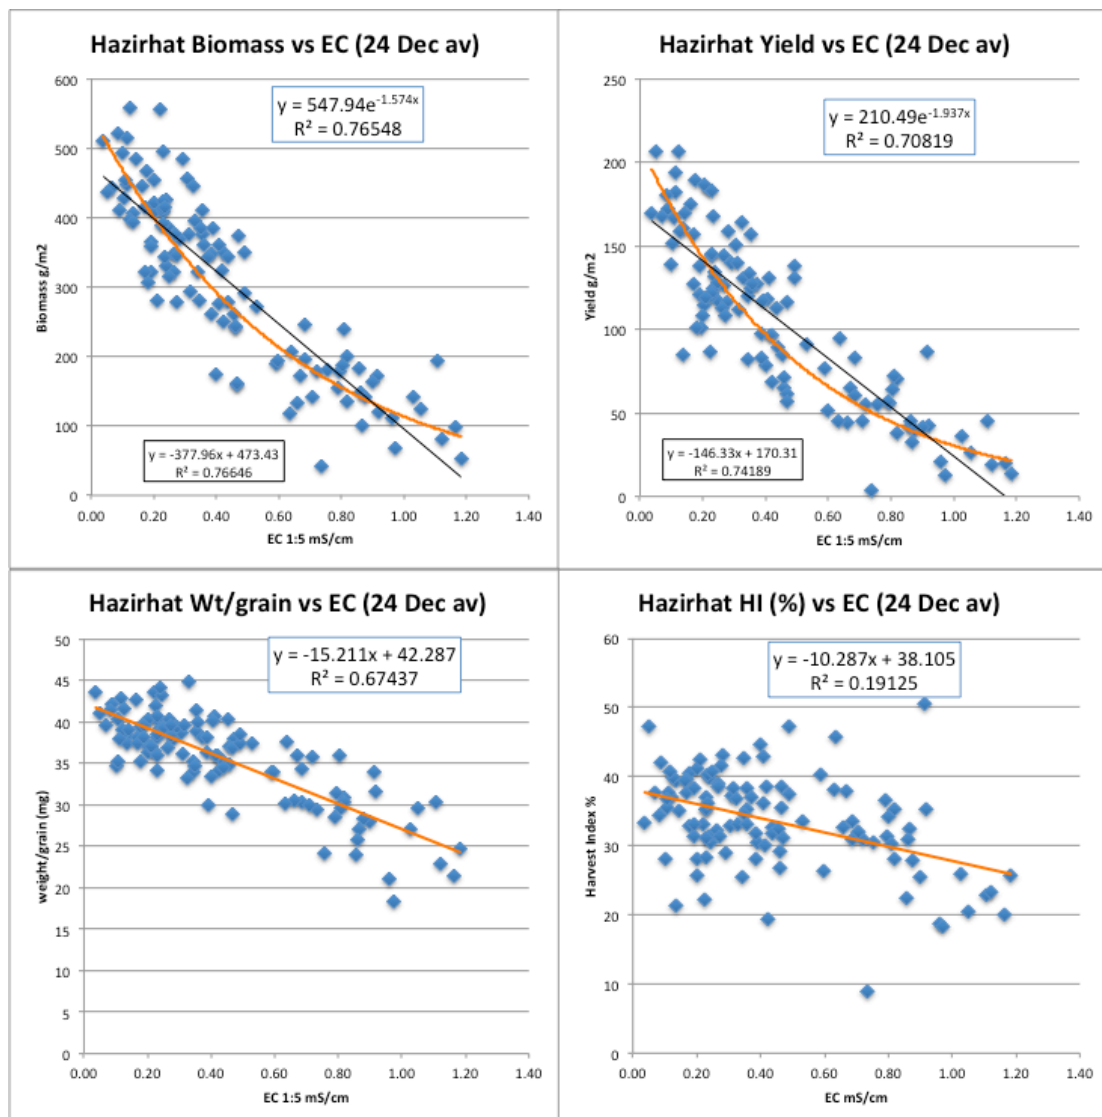 Hazirhat Biomass vs EC (24 Dec av)
600
500
400
300
200
100
0
Biomass g/m2
y = 547.94e^-1.574x
R² = 0.76548
y = -377.96x + 473.43
R² = 0.76646
0.00 0.20 0.40 0.60 0.80 1.00 1.20 1.40
EC 1:5 mS/cm
Hazirhat Yield vs EC (24 Dec av)
250
200
150
100
50
0
Yield g/m2
y = 210.49e^-1.937x
R² = 0.70819
y = -146.33x + 170.31
R² = 0.74189
0.00 0.20 0.40 0.60 0.80 1.00 1.20 1.40
EC 1:5 mS/cm
Hazirhat Wt/grain vs EC (24 Dec av)
50
45
40
35
30
25
20
15
10
5
0
weight/grain (mg)
y = -15.211x + 42.287
R² = 0.67437
0.00 0.20 0.40 0.60 0.80 1.00 1.20 1.40
EC 1:5 mS/cm
Hazirhat HI (%) vs EC (24 Dec av)
60
50
40
30
20
10
0
Harvest Index %
y = -10.287x + 38.105
R² = 0.19125
0.00 0.20 0.40 0.60 0.80 1.00 1.20 1.40
EC mS/cm